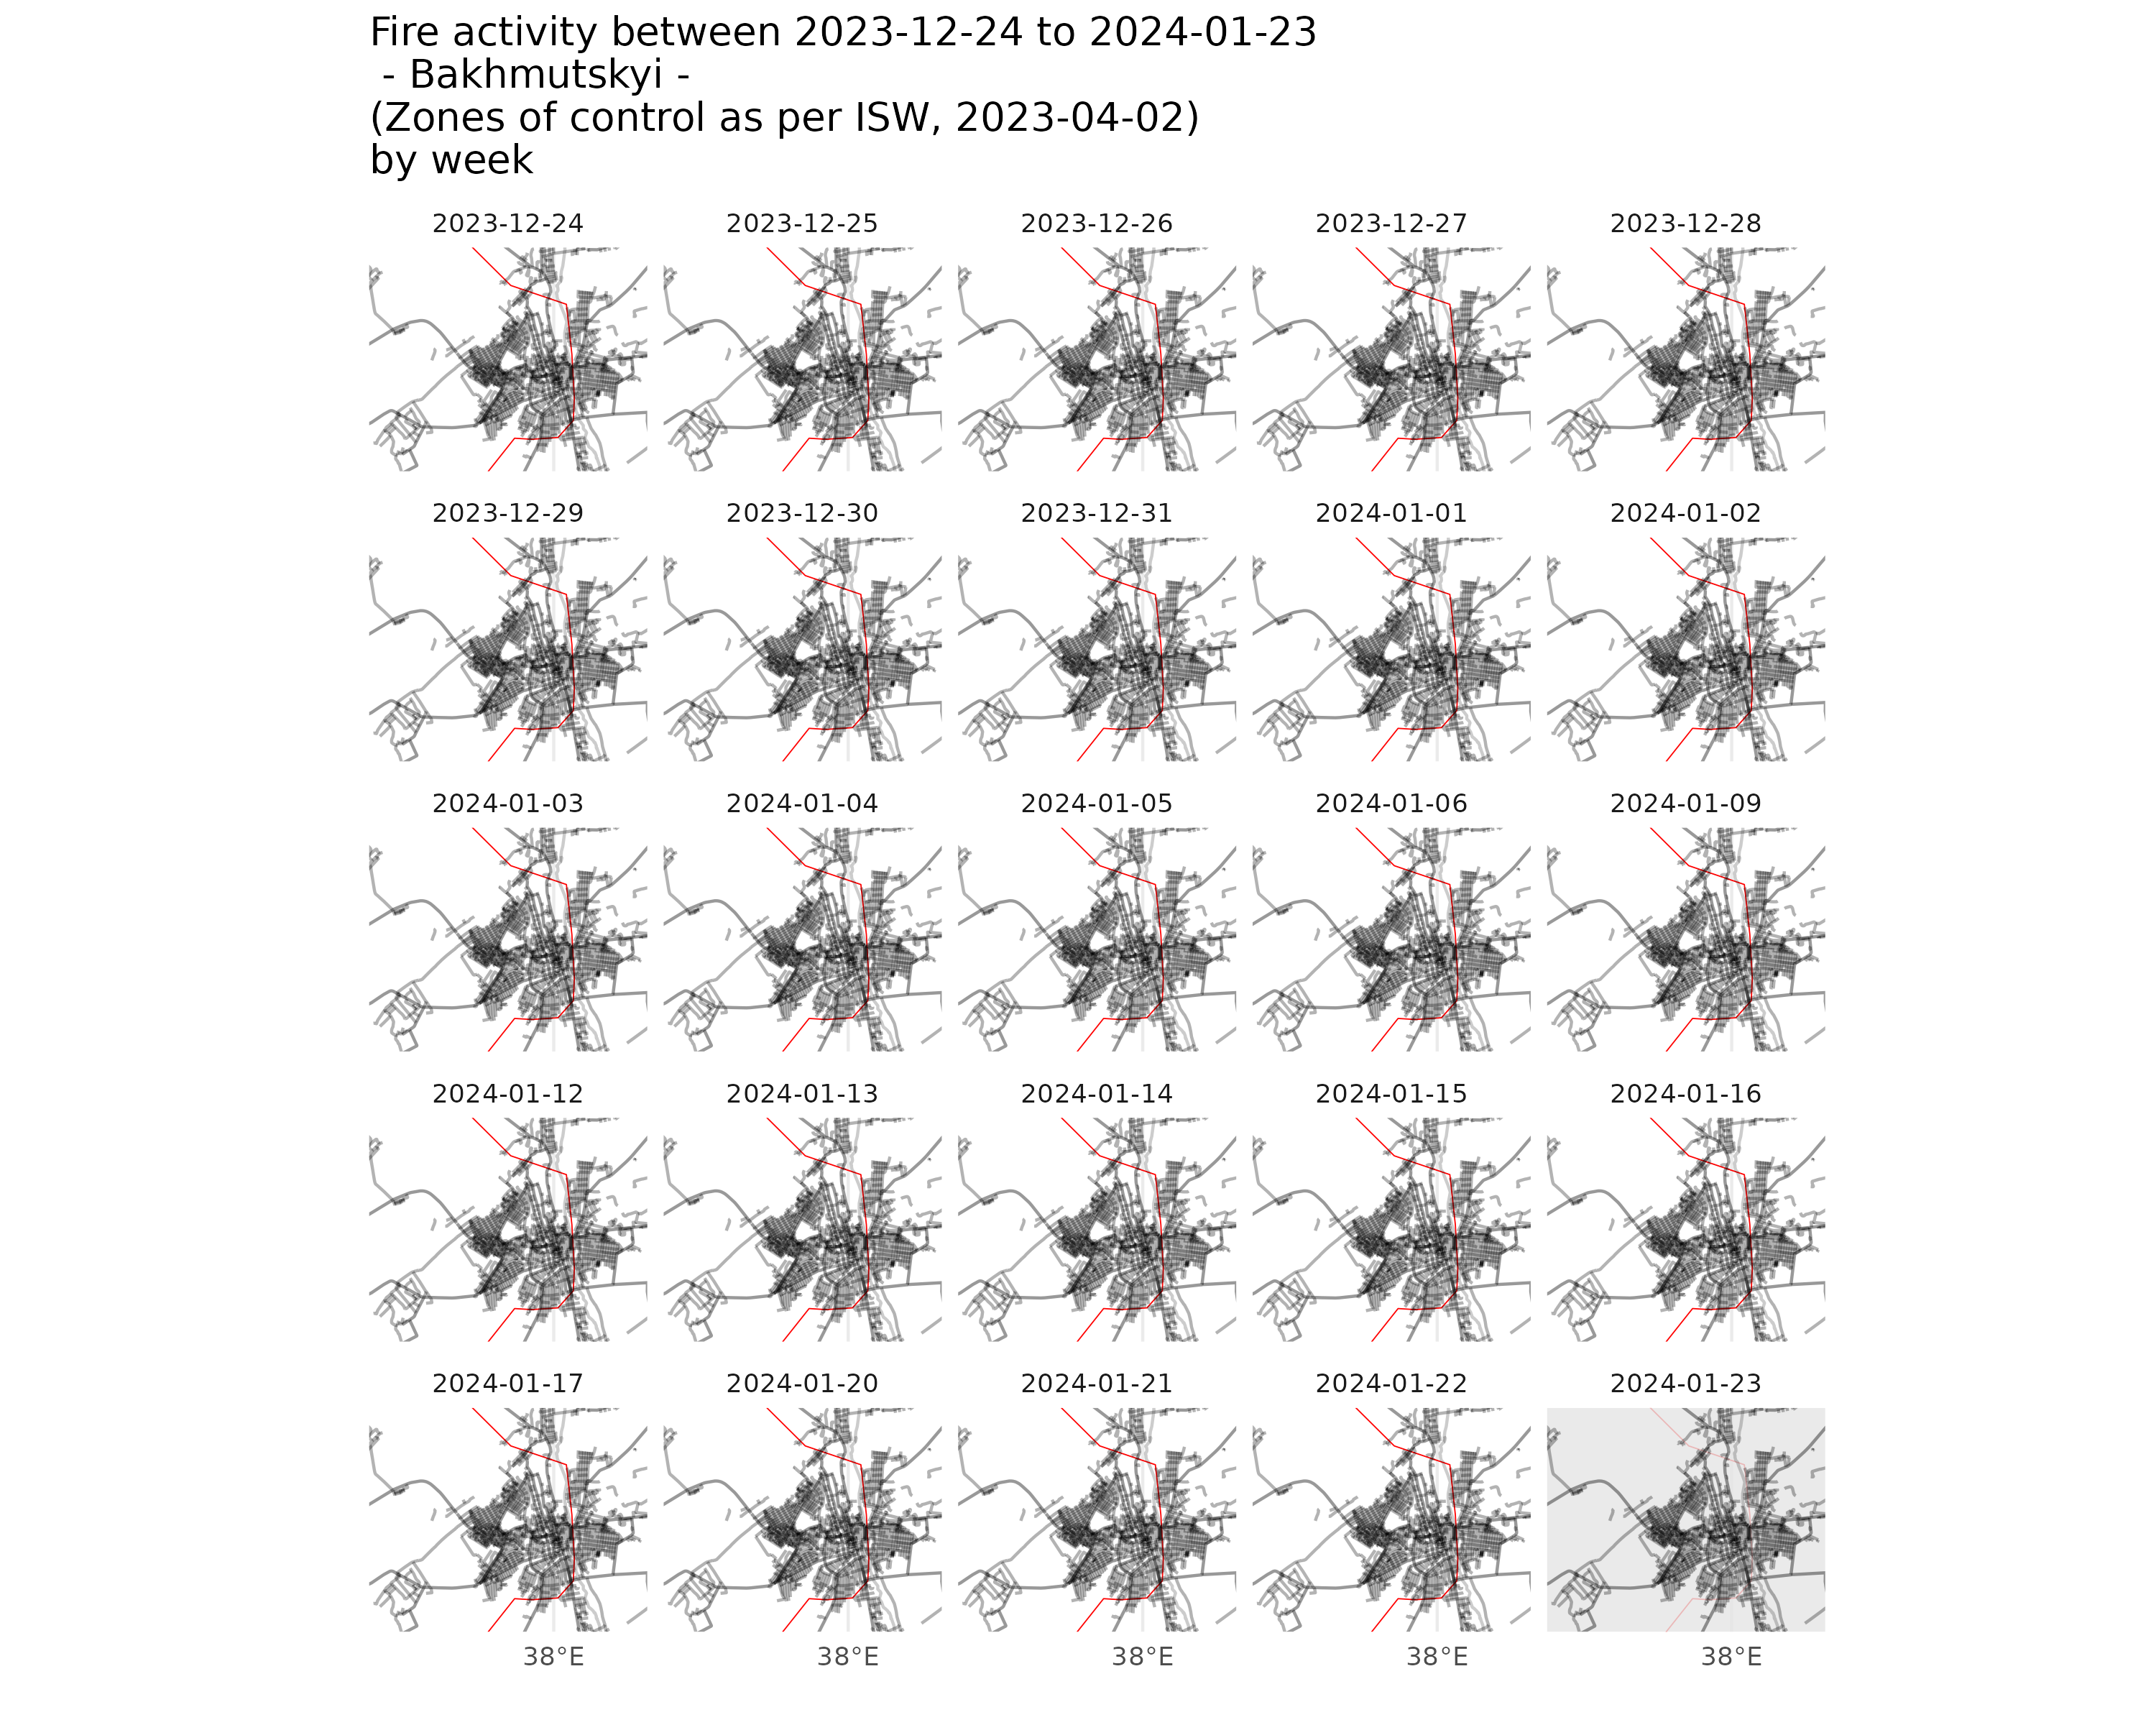 Fire activity between 2023-12-24 to 2024-01-23
- Bakhmutskyi -
(Zones of control as per ISW, 2023-04-02)
by week
2023-12-24 2023-12-25 2023-12-26 2023-12-27 2023-12-28
2023-12-29 2023-12-30 2023-12-31 2024-01-01 2024-01-02
2024-01-03 2024-01-04 2024-01-05 2024-01-06 2024-01-09
2024-01-12 2024-01-13 2024-01-14 2024-01-15 2024-01-16
2024-01-17 2024-01-20 2024-01-21 2024-01-22 2024-01-23
38°E 38°E 38°E 38°E 38°E